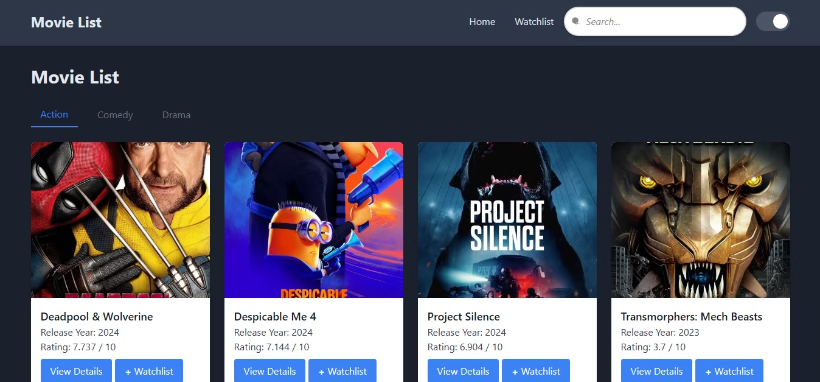 Movie List
Home Watchlist Search...
Movie List
Action Comedy Drama
DESPICABLE
PROJECT
SILENCE
Deadpool & Wolverine
Release Year: 2024
Rating: 7.737 / 10
View Details + Watchlist
Despicable Me 4
Release Year: 2024
Rating: 7.144 / 10
View Details + Watchlist
Project Silence
Release Year: 2024
Rating: 6.904 / 10
View Details + Watchlist
Transmorphers: Mech Beasts
Release Year: 2023
Rating: 3.7 / 10
View Details + Watchlist